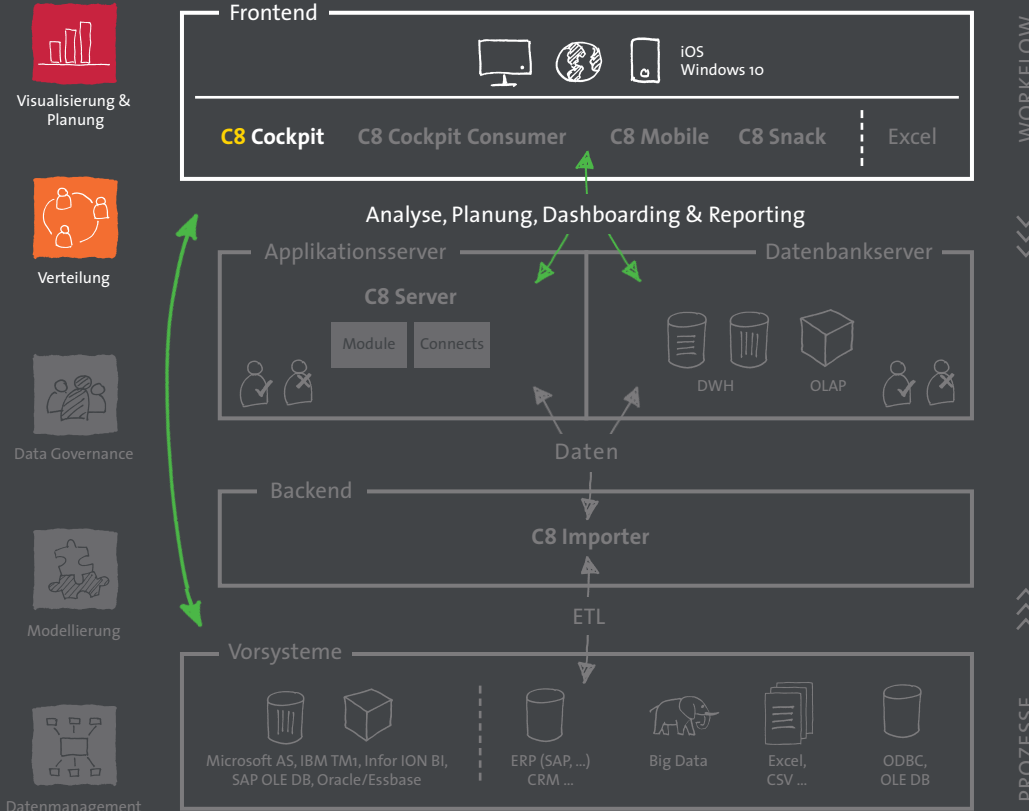 Frontend
iOS
Windows 10
C8 Cockpit
C8 Cockpit Consumer
C8 Mobile
C8 Snack
Excel
Visualisierung &
Planung
Analyse, Planung, Dashboarding & Reporting
Verteilung
Applikationsserver
Datenbankserver
C8 Server
Module
Connects
DWH
OLAP
Data Governance
Daten
Backend
C8 Importer
ETL
Modellierung
Vorsysteme
Microsoft AS, IBM TM1, Infor ION BI,
SAP OLE DB, Oracle/Essbase
ERP (SAP, ...)
CRM ...
Big Data
Excel,
CSV ...
ODBC,
OLE DB
Datenmanagement
WORKFLOW
PROZESSE